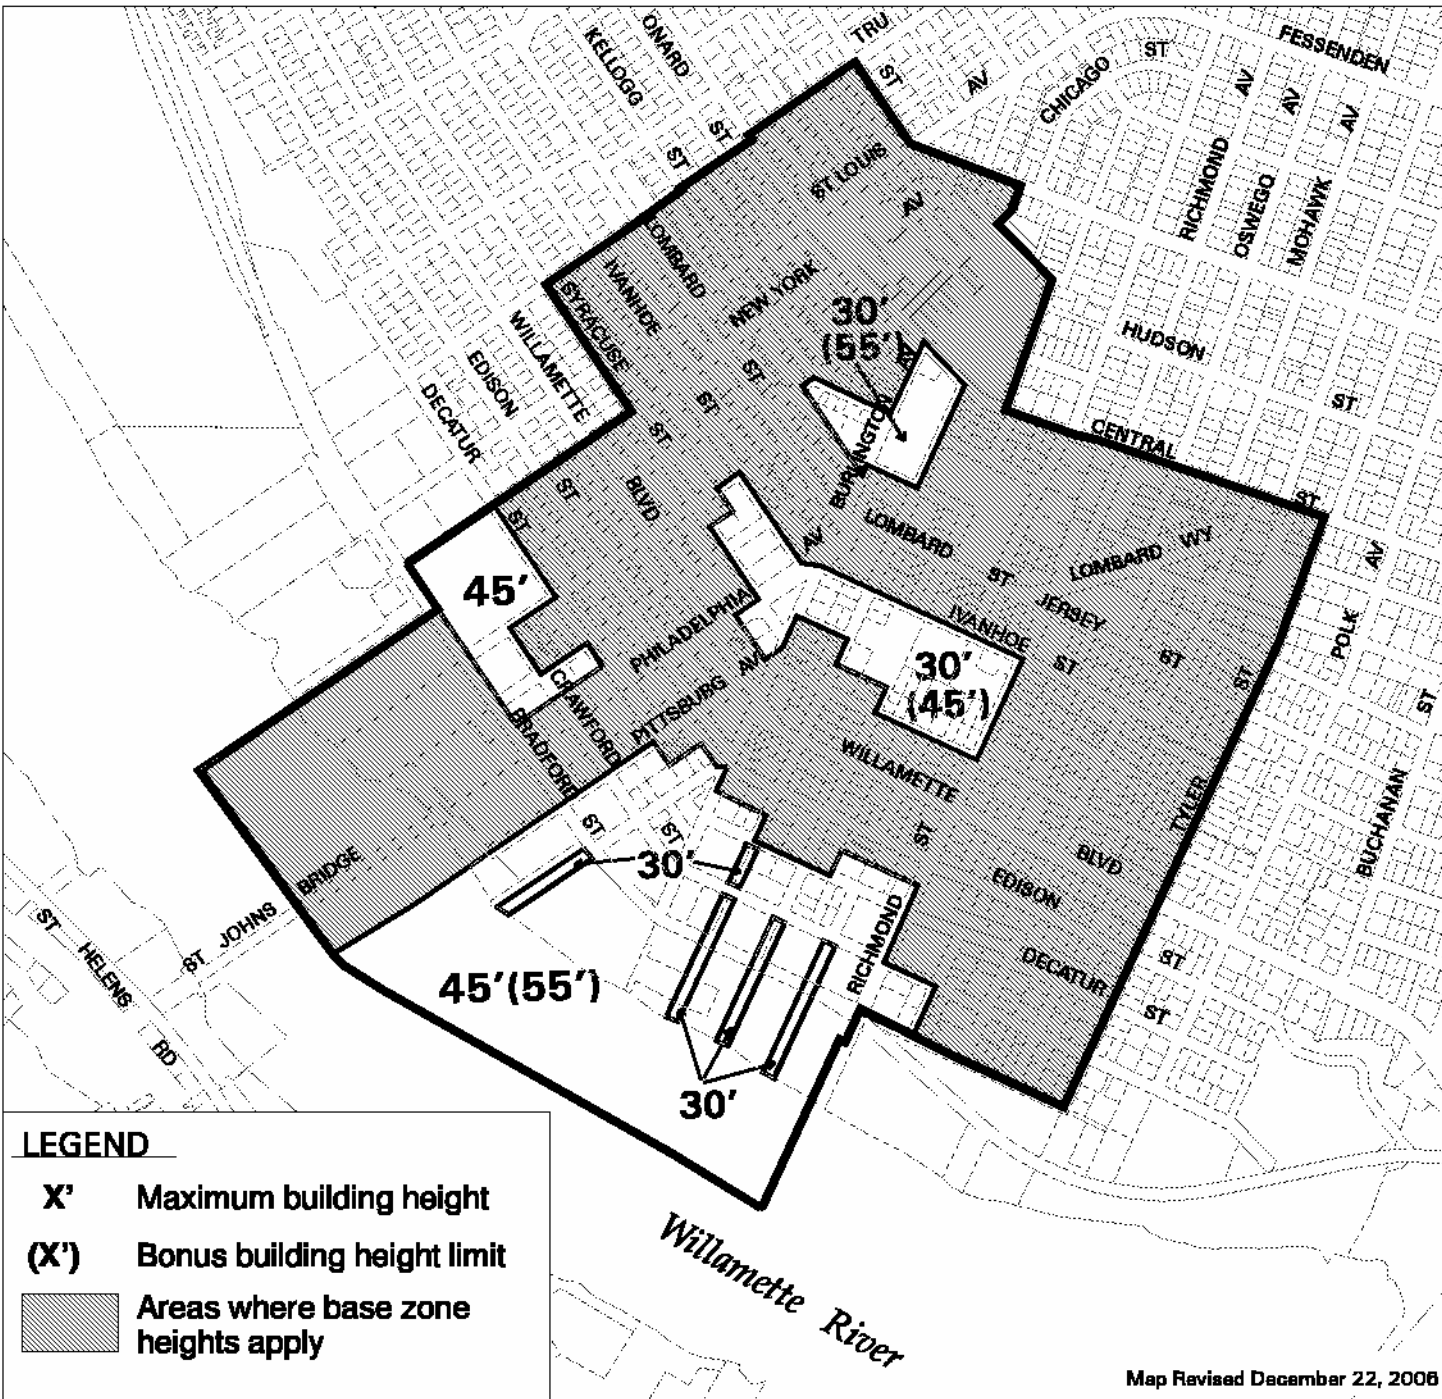 ONARD
KELLOGG
TRU
ST
AV
CHICAGO
ST
FESSENDEN
AV
AV
AV
ST
ST
ST LOUIS
AV
RICHMOND
OSWEGO
MOHAWK
LOMBARD
IVANHOE
SYRACUSE
NEW YORK
30'
(55')
AV
WILLAMETTE
EDISON
DECATUR
ST
ST
ST
HUDSON
ST
CENTRAL
ST
BURLINGTON
AV
ST
BLVD
ST
LOMBARD
ST
LOMBARD WY
AV
45'
JERSEY
IVANHOE
ST
ST
ST
POLK
ST
PHILADELPHIA
PITTSBURG
AV
30'
(45')
CRAWFORD
BRADFORD
ST
ST
WILLAMETTE
ST
BLVD
TYLER
BUCHANAN
BRIDGE
30'
EDISON
RICHMOND
DECATUR
ST
ST
ST JOHNS
ST
HELENS
RD
45'(55')
30'
Willamette River
LEGEND
X' Maximum building height
(X') Bonus building height limit
Areas where base zone
heights apply
Map Revised December 22, 2006